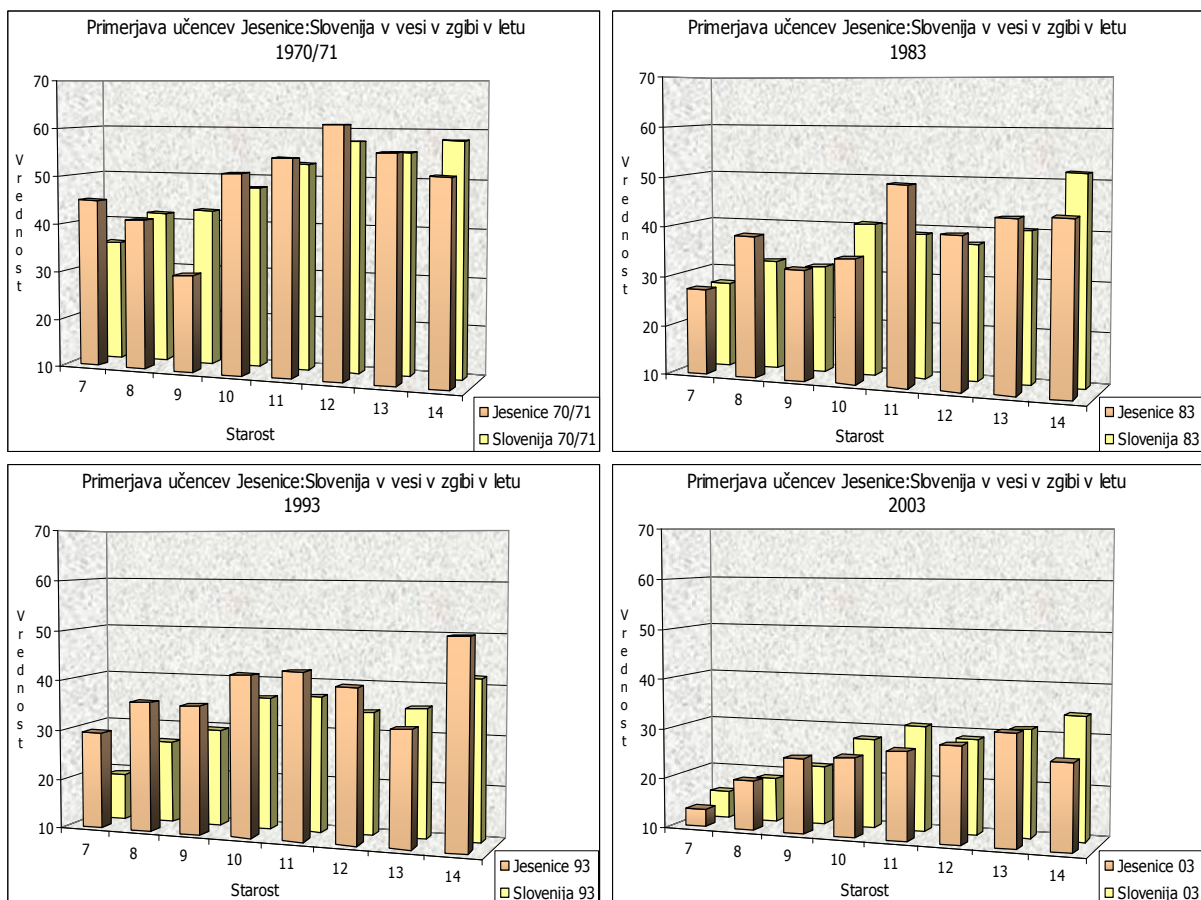 Primerjava učencev Jesenice:Slovenija v vesi v zgibi v letu
1970/71
70
60
50
40
30
20
10
Vrednost
7 8 9 10 11 12 13 14
Starost
Jesenice 70/71
Slovenija 70/71
Primerjava učencev Jesenice:Slovenija v vesi v zgibi v letu
1983
70
60
50
40
30
20
10
Vrednost
7 8 9 10 11 12 13 14
Starost
Jesenice 83
Slovenija 83
Primerjava učencev Jesenice:Slovenija v vesi v zgibi v letu
1993
70
60
50
40
30
20
10
Vrednost
7 8 9 10 11 12 13 14
Starost
Jesenice 93
Slovenija 93
Primerjava učencev Jesenice:Slovenija v vesi v zgibi v letu
2003
70
60
50
40
30
20
10
Vrednost
7 8 9 10 11 12 13 14
Starost
Jesenice 03
Slovenija 03